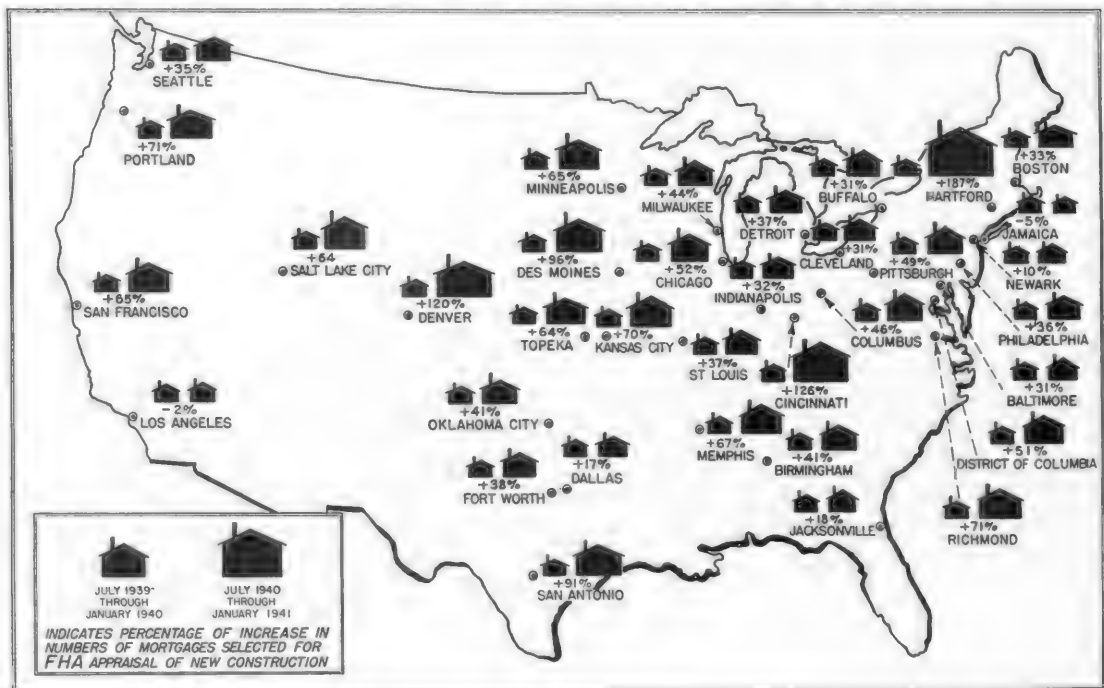 +35%
SEATTLE
+71%
PORTLAND
+65%
SAN FRANCISCO
-2%
LOS ANGELES
+64
SALT LAKE CITY
+120%
DENVER
+65%
MINNEAPOLIS
+96%
DES MOINES
+64%
TOPEKA
+70%
KANSAS CITY
+41%
OKLAHOMA CITY
+38%
FORT WORTH
+17%
DALLAS
+91%
SAN ANTONIO
+44%
MILWAUKEE
+52%
CHICAGO
+37%
DETROIT
+32%
INDIANAPOLIS
+37%
ST LOUIS
+126%
CINCINNATI
+67%
MEMPHIS
+41%
BIRMINGHAM
+18%
JACKSONVILLE
+31%
BUFFALO
+31%
CLEVELAND
+46%
COLUMBUS
+49%
PITTSBURGH
+187%
HARTFORD
+33%
BOSTON
-5%
JAMAICA
+10%
NEWARK
+36%
PHILADELPHIA
+31%
BALTIMORE
+51%
DISTRICT OF COLUMBIA
+71%
RICHMOND
JULY 1939-
THROUGH
JANUARY 1940
JULY 1940
THROUGH
JANUARY 1941
INDICATES PERCENTAGE OF INCREASE IN
NUMBERS OF MORTGAGES SELECTED FOR
FHA APPRAISAL OF NEW CONSTRUCTION